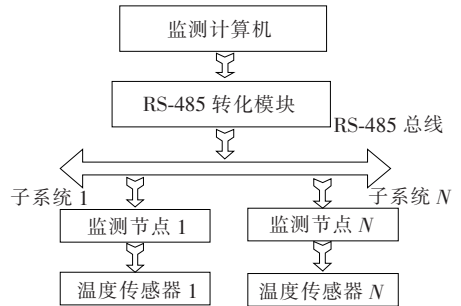 监测计算机
RS-485 转化模块
RS-485 总线
子系统 1
子系统 N
监测节点 1
监测节点 N
温度传感器 1
温度传感器 N